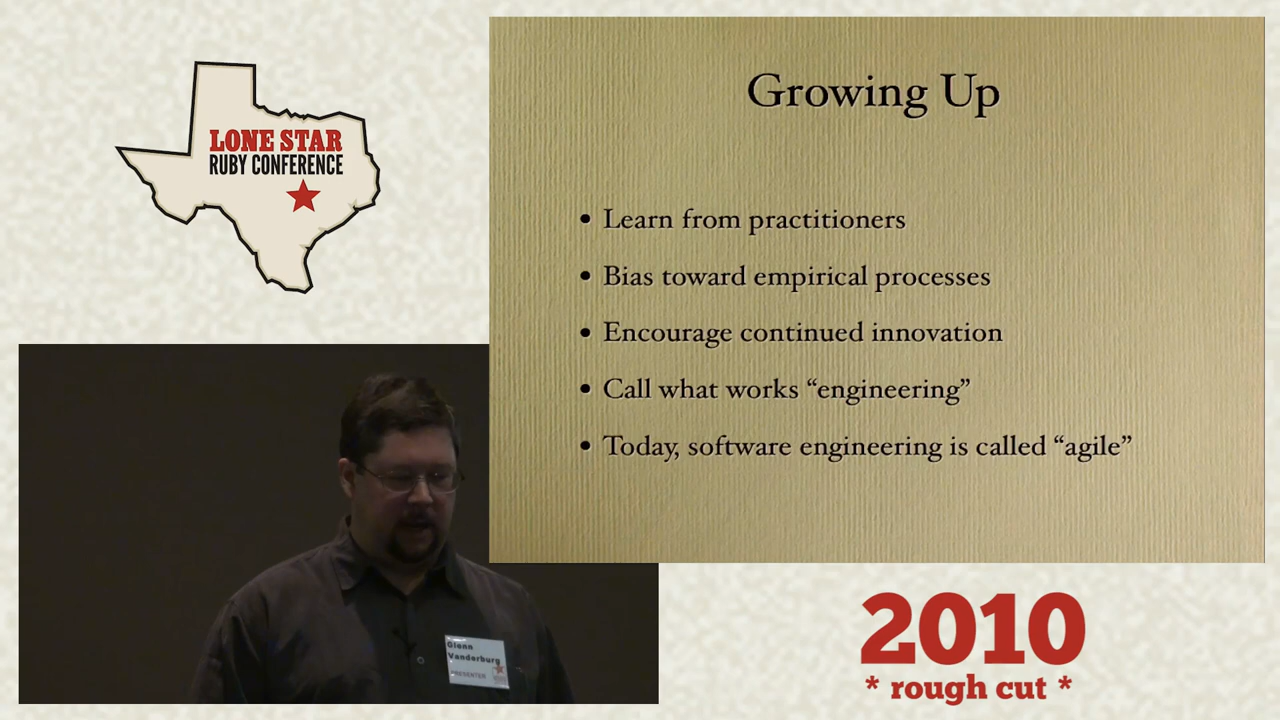 LONE STAR
RUBY CONFERENCE
Growing Up
• Learn from practitioners
• Bias toward empirical processes
• Encourage continued innovation
• Call what works “engineering”
• Today, software engineering is called “agile”
Glenn
Vanderburg
PRESENTER
2010
* rough cut *